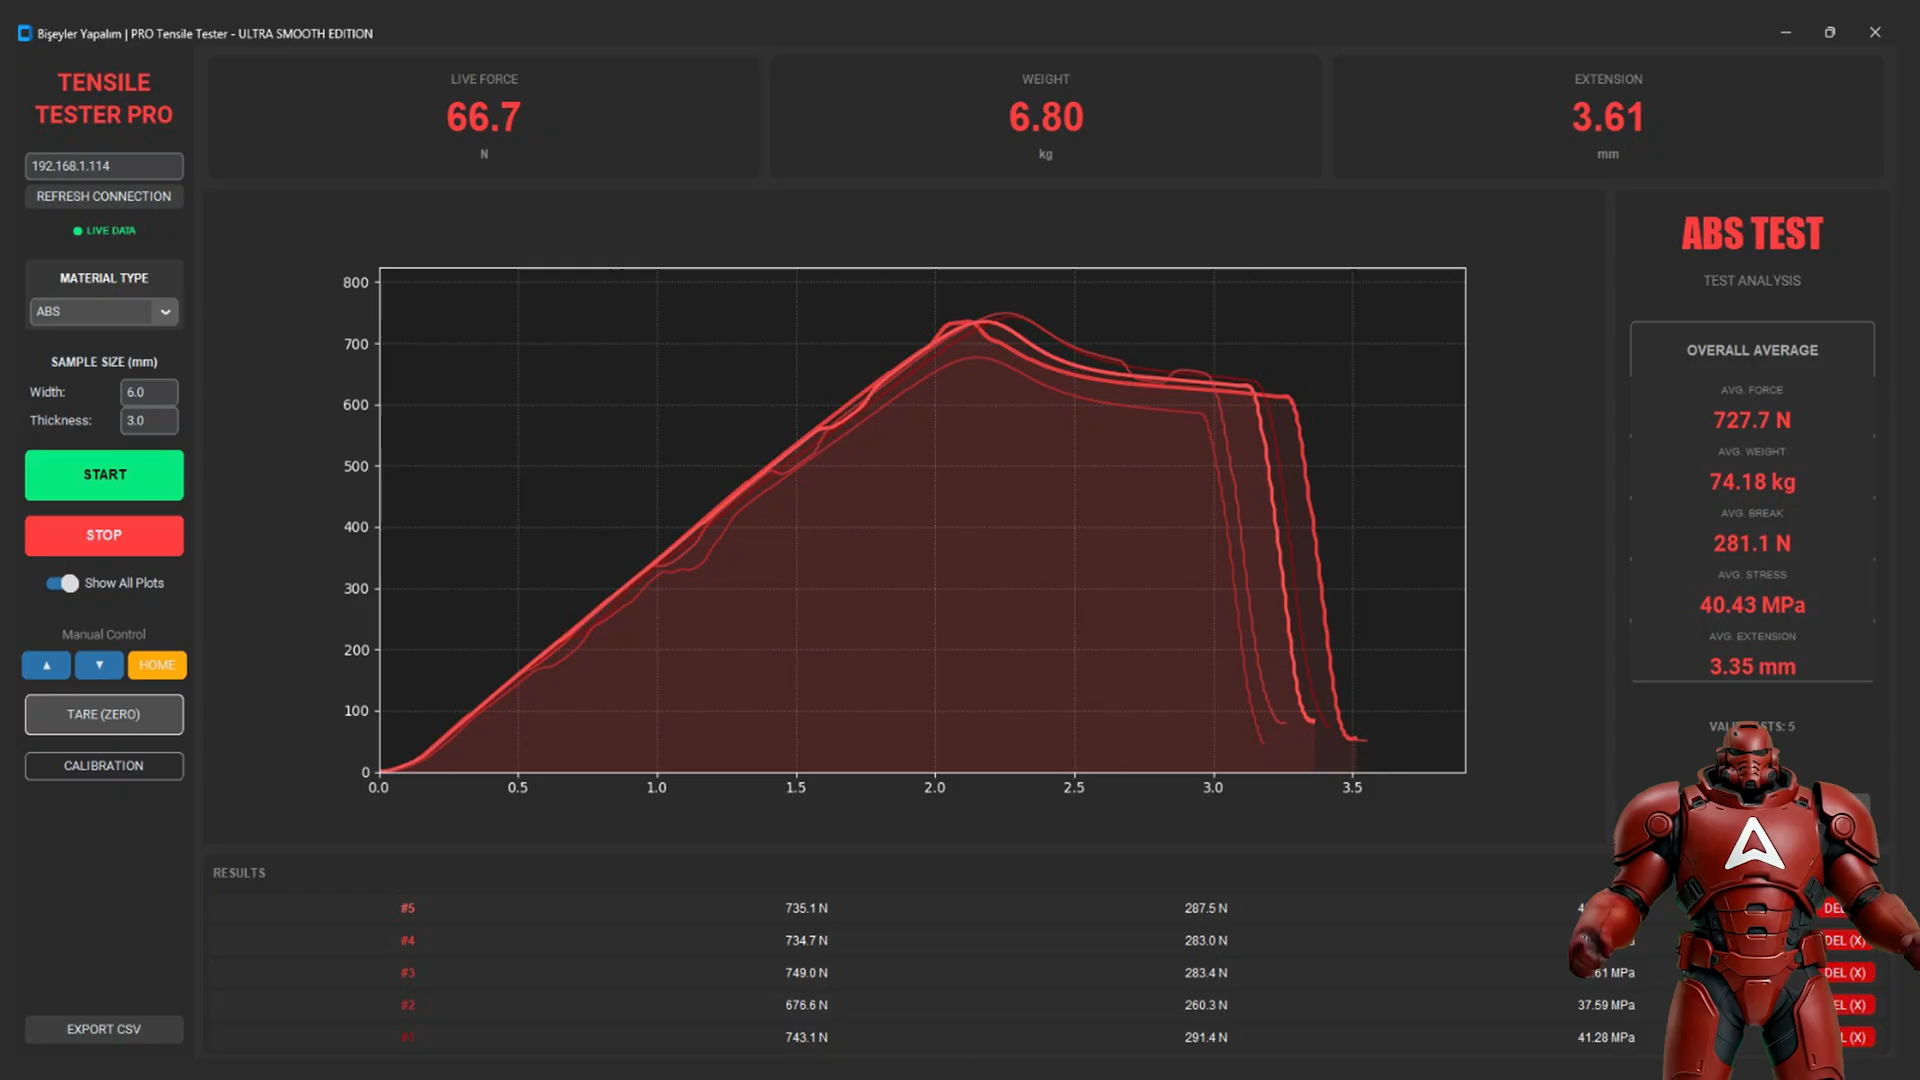 Bişeyler Yapalım | PRO Tensile Tester - ULTRA SMOOTH EDITION
TENSILE
TESTER PRO
192.168.1.114
REFRESH CONNECTION
LIVE DATA
MATERIAL TYPE
ABS
SAMPLE SIZE (mm)
Width: 6.0
Thickness: 3.0
START
STOP
Show All Plots
Manual Control
▲ ▼ HOME
TARE (ZERO)
CALIBRATION
EXPORT CSV
LIVE FORCE
66.7
N
WEIGHT
6.80
kg
EXTENSION
3.61
mm
800
700
600
500
400
300
200
100
0
0.0 0.5 1.0 1.5 2.0 2.5 3.0 3.5
ABS TEST
TEST ANALYSIS
OVERALL AVERAGE
AVG. FORCE
727.7 N
AVG. WEIGHT
74.18 kg
AVG. BREAK
281.1 N
AVG. STRESS
40.43 MPa
AVG. EXTENSION
3.35 mm
RESULTS
#5 735.1 N 287.5 N
#4 734.7 N 283.0 N DEL (X)
#3 749.0 N 283.4 N .61 MPa DEL (X)
#2 676.6 N 260.3 N 37.59 MPa EL (X)
#1 743.1 N 291.4 N 41.28 MPa L (X)